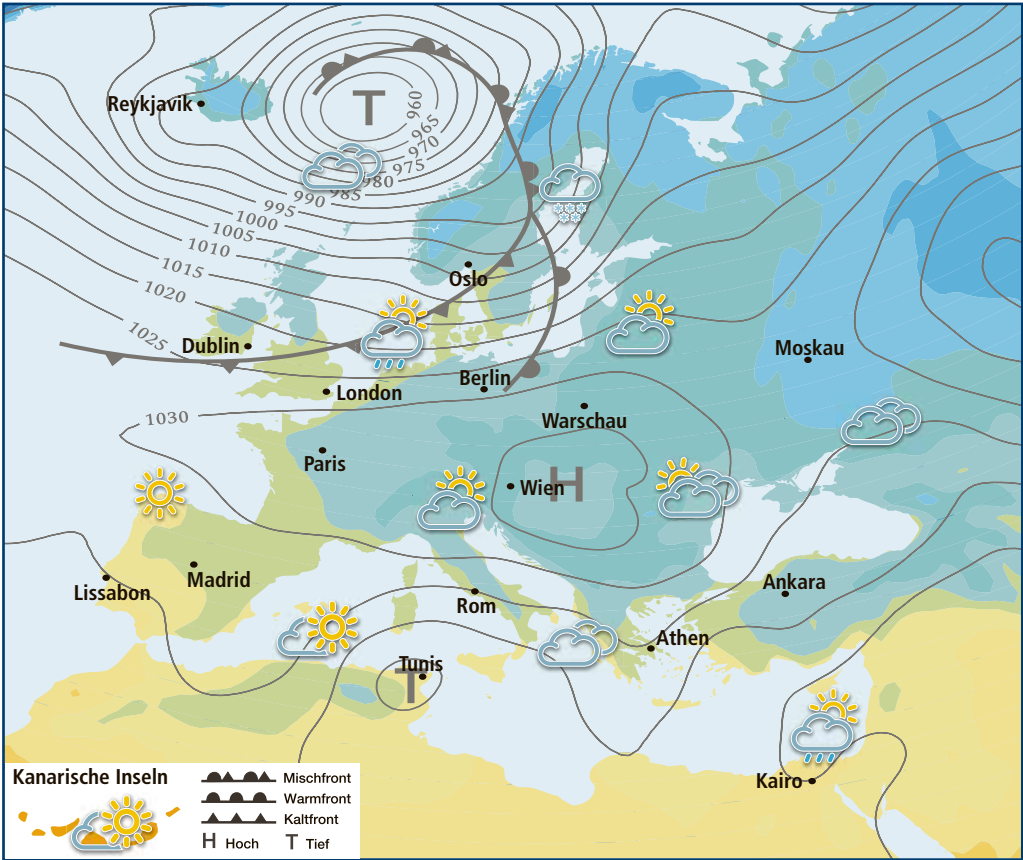 Reykjavik
T
960
965
970
975
980
985
990
995
1000
1005
1010
1015
1020
1025
1030
Oslo
Dublin
Moskau
Berlin
London
Warschau
Paris
Wien
H
Madrid
Lissabon
Ankara
Rom
Athen
Tunis
T
Kairo
Kanarische Inseln
Mischfront
Warmfront
Kaltfront
H Hoch T Tief